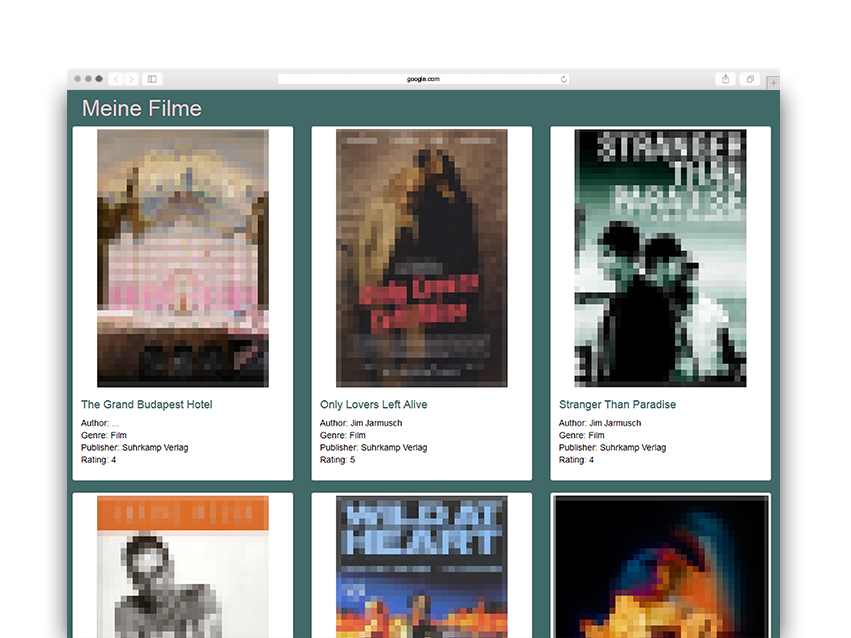 google.com
Meine Filme
STRANGER
THAN
PARADISE
Only Lovers
The Grand Budapest Hotel
Author: ...
Genre: Film
Publisher: Suhrkamp Verlag
Rating: 4
Only Lovers Left Alive
Author: Jim Jarmusch
Genre: Film
Publisher: Suhrkamp Verlag
Rating: 5
Stranger Than Paradise
Author: Jim Jarmusch
Genre: Film
Publisher: Suhrkamp Verlag
Rating: 4
WILD AT
HEART